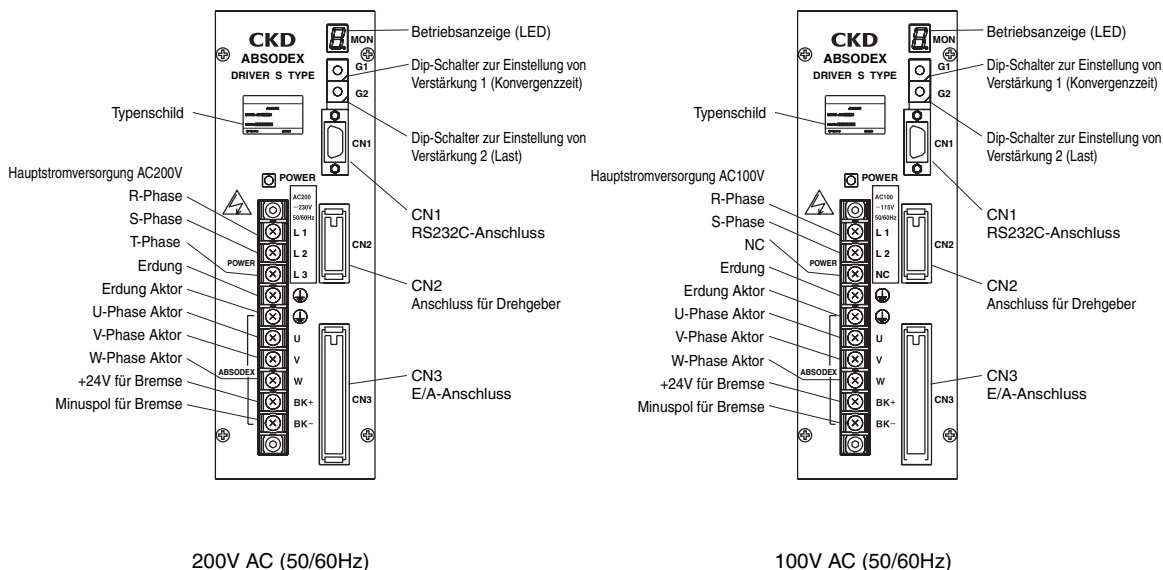 CKD
ABSODEX
DRIVER S TYPE
MON
G1
G2
CN1
POWER
AC200
−230V
50/60Hz
L 1
L 2
POWER
L 3
CN2
U
V
ABSODEX
W
BK+
BK−
CN3
Betriebsanzeige (LED)
Dip-Schalter zur Einstellung von
Verstärkung 1 (Konvergenzzeit)
Dip-Schalter zur Einstellung von
Verstärkung 2 (Last)
CN1
RS232C-Anschluss
CN2
Anschluss für Drehgeber
CN3
E/A-Anschluss
Typenschild
Hauptstromversorgung AC200V
R-Phase
S-Phase
T-Phase
Erdung
Erdung Aktor
U-Phase Aktor
V-Phase Aktor
W-Phase Aktor
+24V für Bremse
Minuspol für Bremse
200V AC (50/60Hz)
CKD
ABSODEX
DRIVER S TYPE
MON
G1
G2
CN1
POWER
AC100
−115V
50/60Hz
L 1
L 2
POWER
NC
CN2
U
V
ABSODEX
W
BK+
BK−
CN3
Betriebsanzeige (LED)
Dip-Schalter zur Einstellung von
Verstärkung 1 (Konvergenzzeit)
Dip-Schalter zur Einstellung von
Verstärkung 2 (Last)
CN1
RS232C-Anschluss
CN2
Anschluss für Drehgeber
CN3
E/A-Anschluss
Typenschild
Hauptstromversorgung AC100V
R-Phase
S-Phase
NC
Erdung
Erdung Aktor
U-Phase Aktor
V-Phase Aktor
W-Phase Aktor
+24V für Bremse
Minuspol für Bremse
100V AC (50/60Hz)